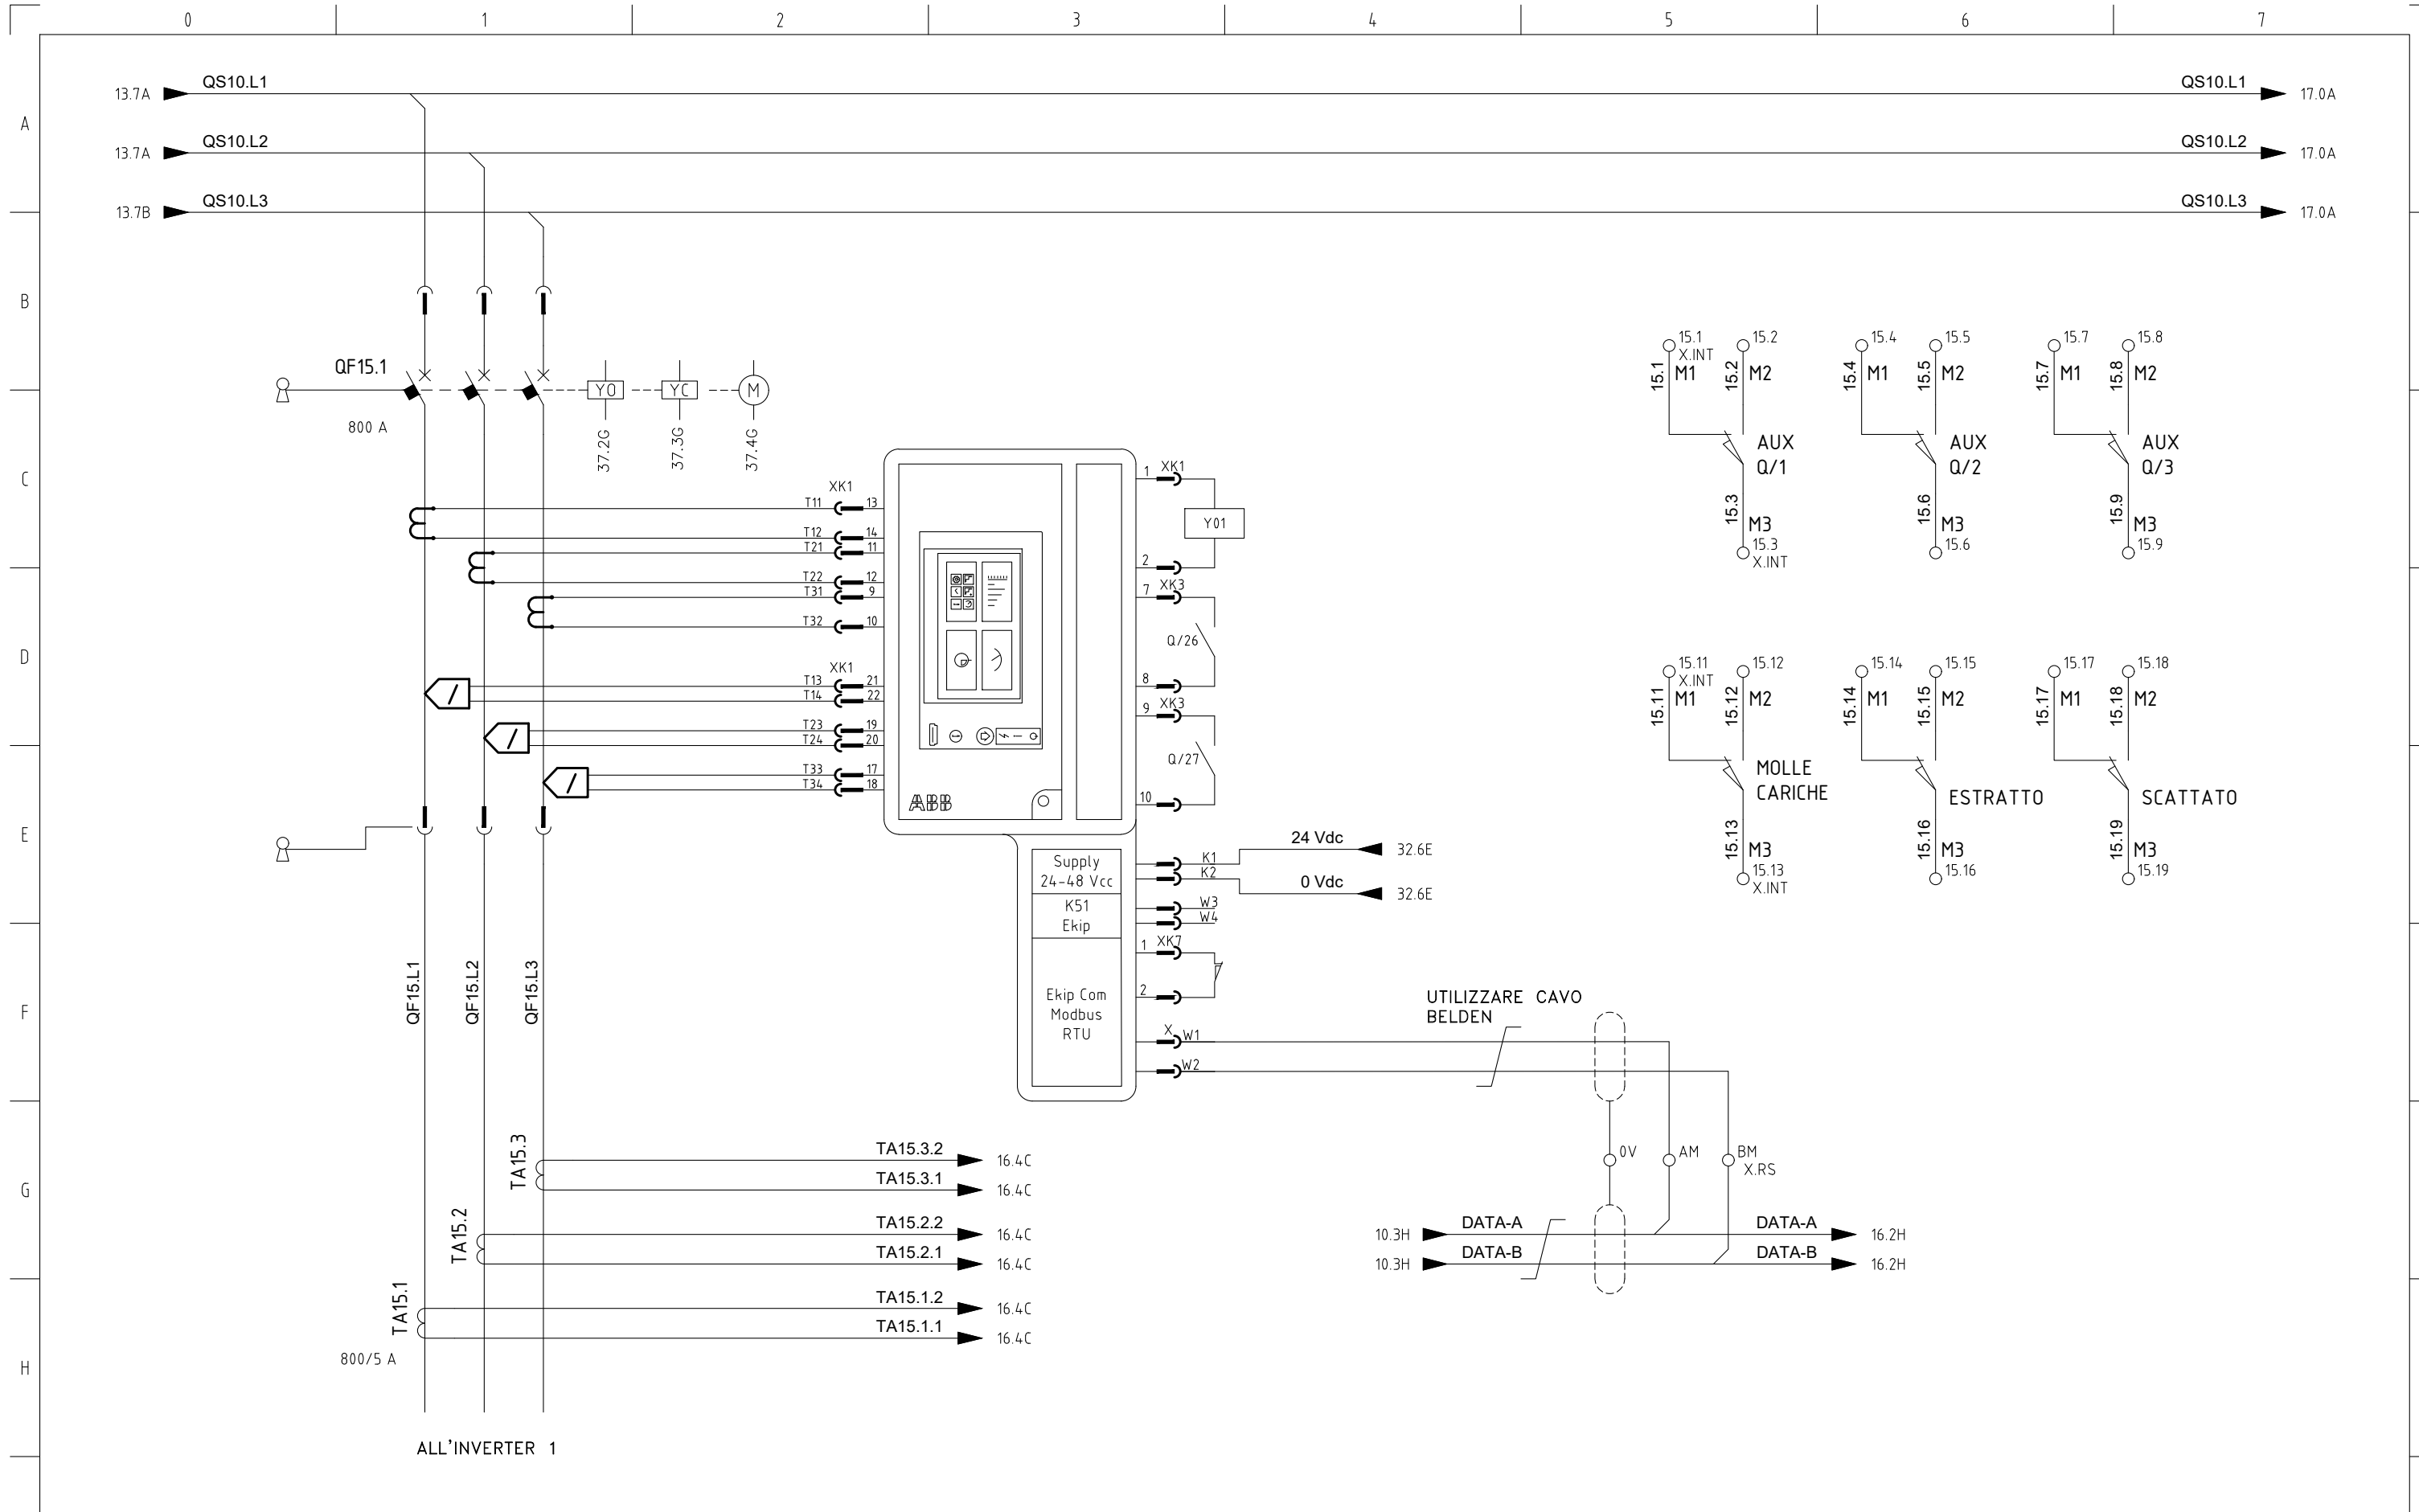 0 1 2 3 4 5 6 7
A
13.7A QS10.L1 QS10.L1 17.0A
13.7A QS10.L2 QS10.L2 17.0A
13.7B QS10.L3 QS10.L3 17.0A
B
QF15.1
800 A
YO YC M
37.2G 37.3G 37.4G
15.1 X.INT 15.2
15.1 M1 15.2 M2
AUX
Q/1
15.3 M3
15.3
X.INT
15.4 15.5
15.4 M1 15.5 M2
AUX
Q/2
15.6 M3
15.6
15.7 15.8
15.7 M1 15.8 M2
AUX
Q/3
15.9 M3
15.9
C
XK1
T11 13
T12 14
T21 11
T22 12
T31 9
T32 10
XK1
T13 21
T14 22
T23 19
T24 20
T33 17
T34 18
ABB
1 XK1
Y01
2
XK3
7
Q/26
8
9 XK3
Q/27
10
D
15.11 X.INT 15.12
15.11 M1 15.12 M2
MOLLE
CARICHE
15.13 M3
15.13
X.INT
15.14 15.15
15.14 M1 15.15 M2
ESTRATTO
15.16 M3
15.16
15.17 15.18
15.17 M1 15.18 M2
SCATTATO
15.19 M3
15.19
E
Supply
24-48 Vcc
K1 24 Vdc 32.6E
K2 0 Vdc 32.6E
K51
Ekip
W3
W4
1 XK7
2
F
QF15.L1 QF15.L2 QF15.L3
Ekip Com
Modbus
RTU
X W1
W2
UTILIZZARE CAVO
BELDEN
G
0V AM BM
X.RS
TA15.3
TA15.3.2 16.4C
TA15.3.1 16.4C
TA15.2
TA15.2.2 16.4C
TA15.2.1 16.4C
10.3H DATA-A DATA-A 16.2H
10.3H DATA-B DATA-B 16.2H
TA15.1
TA15.1.2 16.4C
TA15.1.1 16.4C
800/5 A
H
ALL'INVERTER 1